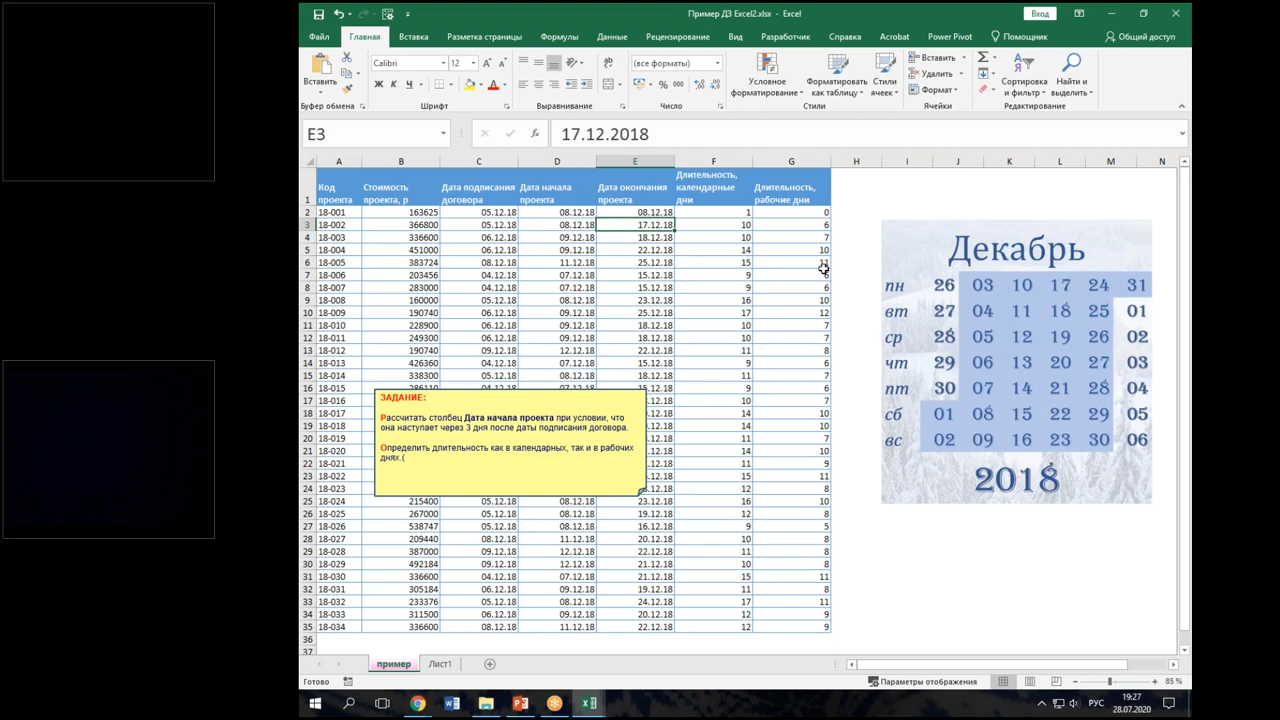 Пример ДЗ Excel2.xlsx - Excel
Вход
Файл Главная Вставка Разметка страницы Формулы Данные Рецензирование Вид Разработчик Справка Acrobat Power Pivot Помощник Общий доступ
Вставить
Calibri 12
Ж К Ч
(все форматы)
% 000
Условное форматирование
Форматировать как таблицу
Стили ячеек
Вставить
Удалить
Формат
Сортировка и фильтр
Найти и выделить
Буфер обмена Шрифт Выравнивание Число Стили Ячейки Редактирование
E3 fx 17.12.2018
A B C D E F G H I J K L M N
1 Код проекта Стоимость проекта, р Дата подписания договора Дата начала проекта Дата окончания проекта Длительность, календарные дни Длительность, рабочие дни
2 18-001 163625 05.12.18 08.12.18 08.12.18 1 0
3 18-002 366800 05.12.18 08.12.18 17.12.18 10 6
4 18-003 336600 06.12.18 09.12.18 18.12.18 10 7
5 18-004 451000 06.12.18 09.12.18 22.12.18 14 10
6 18-005 383724 08.12.18 11.12.18 25.12.18 15 11
7 18-006 203456 04.12.18 07.12.18 15.12.18 9 6
8 18-007 283000 04.12.18 07.12.18 15.12.18 9 6
9 18-008 160000 05.12.18 08.12.18 23.12.18 16 10
10 18-009 190740 06.12.18 09.12.18 25.12.18 17 12
11 18-010 228900 06.12.18 09.12.18 18.12.18 10 7
12 18-011 249300 06.12.18 09.12.18 18.12.18 10 7
13 18-012 190740 09.12.18 12.12.18 22.12.18 11 8
14 18-013 426360 04.12.18 07.12.18 15.12.18 9 6
15 18-014 338300 05.12.18 08.12.18 18.12.18 11 7
16 18-015 286110 04.12.18 07.12.18 15.12.18 9 6
17 18-016 10 7
18 18-017 14 10
19 18-018 14 10
20 18-019 11 7
21 18-020 14 10
22 18-021 11 9
23 18-022 15 11
24 18-023 12 8
25 18-024 215400 05.12.18 08.12.18 23.12.18 16 10
26 18-025 267000 05.12.18 08.12.18 19.12.18 12 8
27 18-026 538747 05.12.18 08.12.18 16.12.18 9 5
28 18-027 209440 08.12.18 11.12.18 20.12.18 10 8
29 18-028 387000 09.12.18 12.12.18 22.12.18 11 8
30 18-029 492184 09.12.18 12.12.18 21.12.18 10 8
31 18-030 336600 04.12.18 07.12.18 21.12.18 15 11
32 18-031 305184 06.12.18 09.12.18 19.12.18 11 8
33 18-032 233376 05.12.18 08.12.18 24.12.18 17 11
34 18-033 311500 06.12.18 09.12.18 20.12.18 12 9
35 18-034 336600 08.12.18 11.12.18 22.12.18 12 9
36
37
ЗАДАНИЕ:
Рассчитать столбец Дата начала проекта при условии, что
она наступает через 3 дня после даты подписания договора.
Определить длительность как в календарных, так и в рабочих
днях.(
Декабрь
пн 26 03 10 17 24 31
вт 27 04 11 18 25 01
ср 28 05 12 19 26 02
чт 29 06 13 20 27 03
пт 30 07 14 21 28 04
сб 01 08 15 22 29 05
вс 02 09 16 23 30 06
2018
пример Лист1
Готово Параметры отображения 85 %
РУС 19:27
28.07.2020